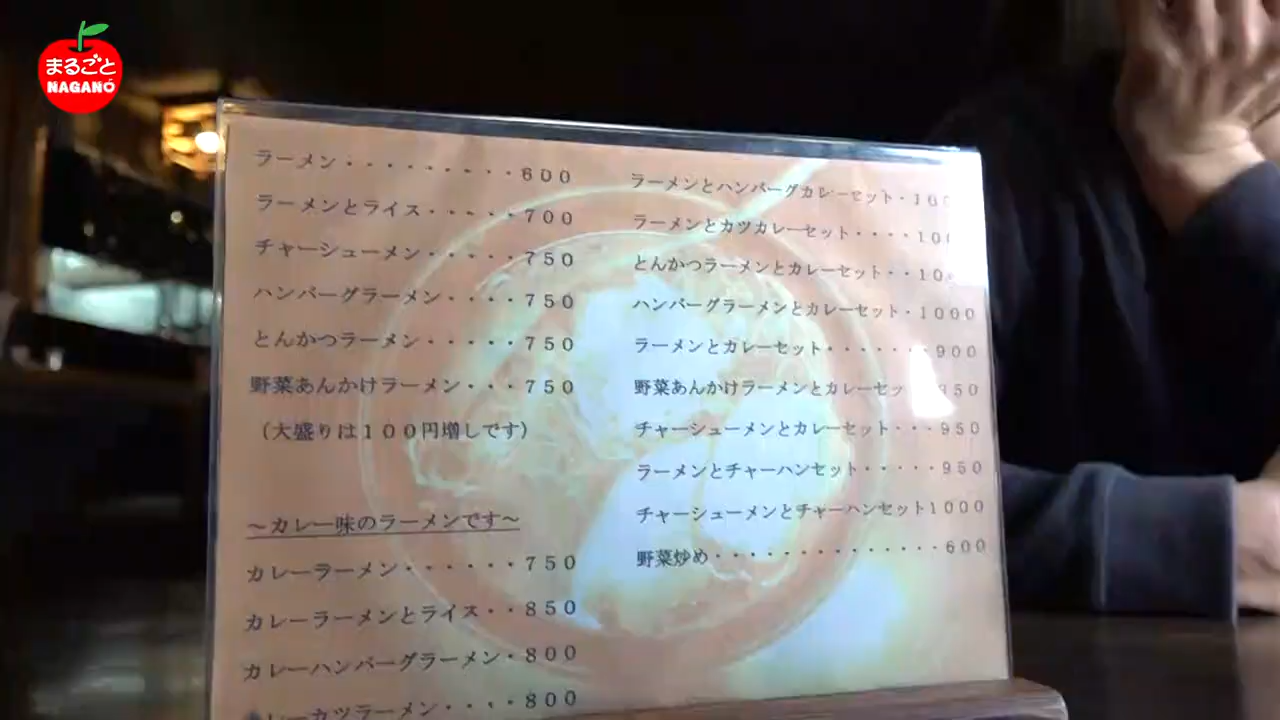 まるごと
NAGANO
ラーメン・・・・・・・・・・600
ラーメンとライス・・・・・700
チャーシューメン・・・・・750
ハンバーグラーメン・・・・750
とんかつラーメン・・・・・750
野菜あんかけラーメン・・・750
（大盛りは１００円増しです）
～カレー味のラーメンです～
カレーラーメン・・・・・・750
カレーラーメンとライス・・850
カレーハンバーグラーメン・800
レーカツラーメン・・・・800
ラーメンとハンバーグカレーセット・
ラーメンとカツカレーセット・・・・
とんかつラーメンとカレーセット・・
ハンバーグラーメンとカレーセット・1000
ラーメンとカレーセット・・・・・・900
野菜あんかけラーメンとカレーセッ
チャーシューメンとカレーセット・・・950
ラーメンとチャーハンセット・・・・・950
チャーシューメンとチャーハンセット1000
野菜炒め・・・・・・・・・・・・・・600